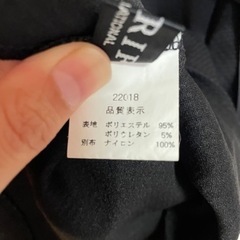 22018
品質表示
表地 ポリエステル 95%
ポリウレタン 5%
別布 ナイロン 100%